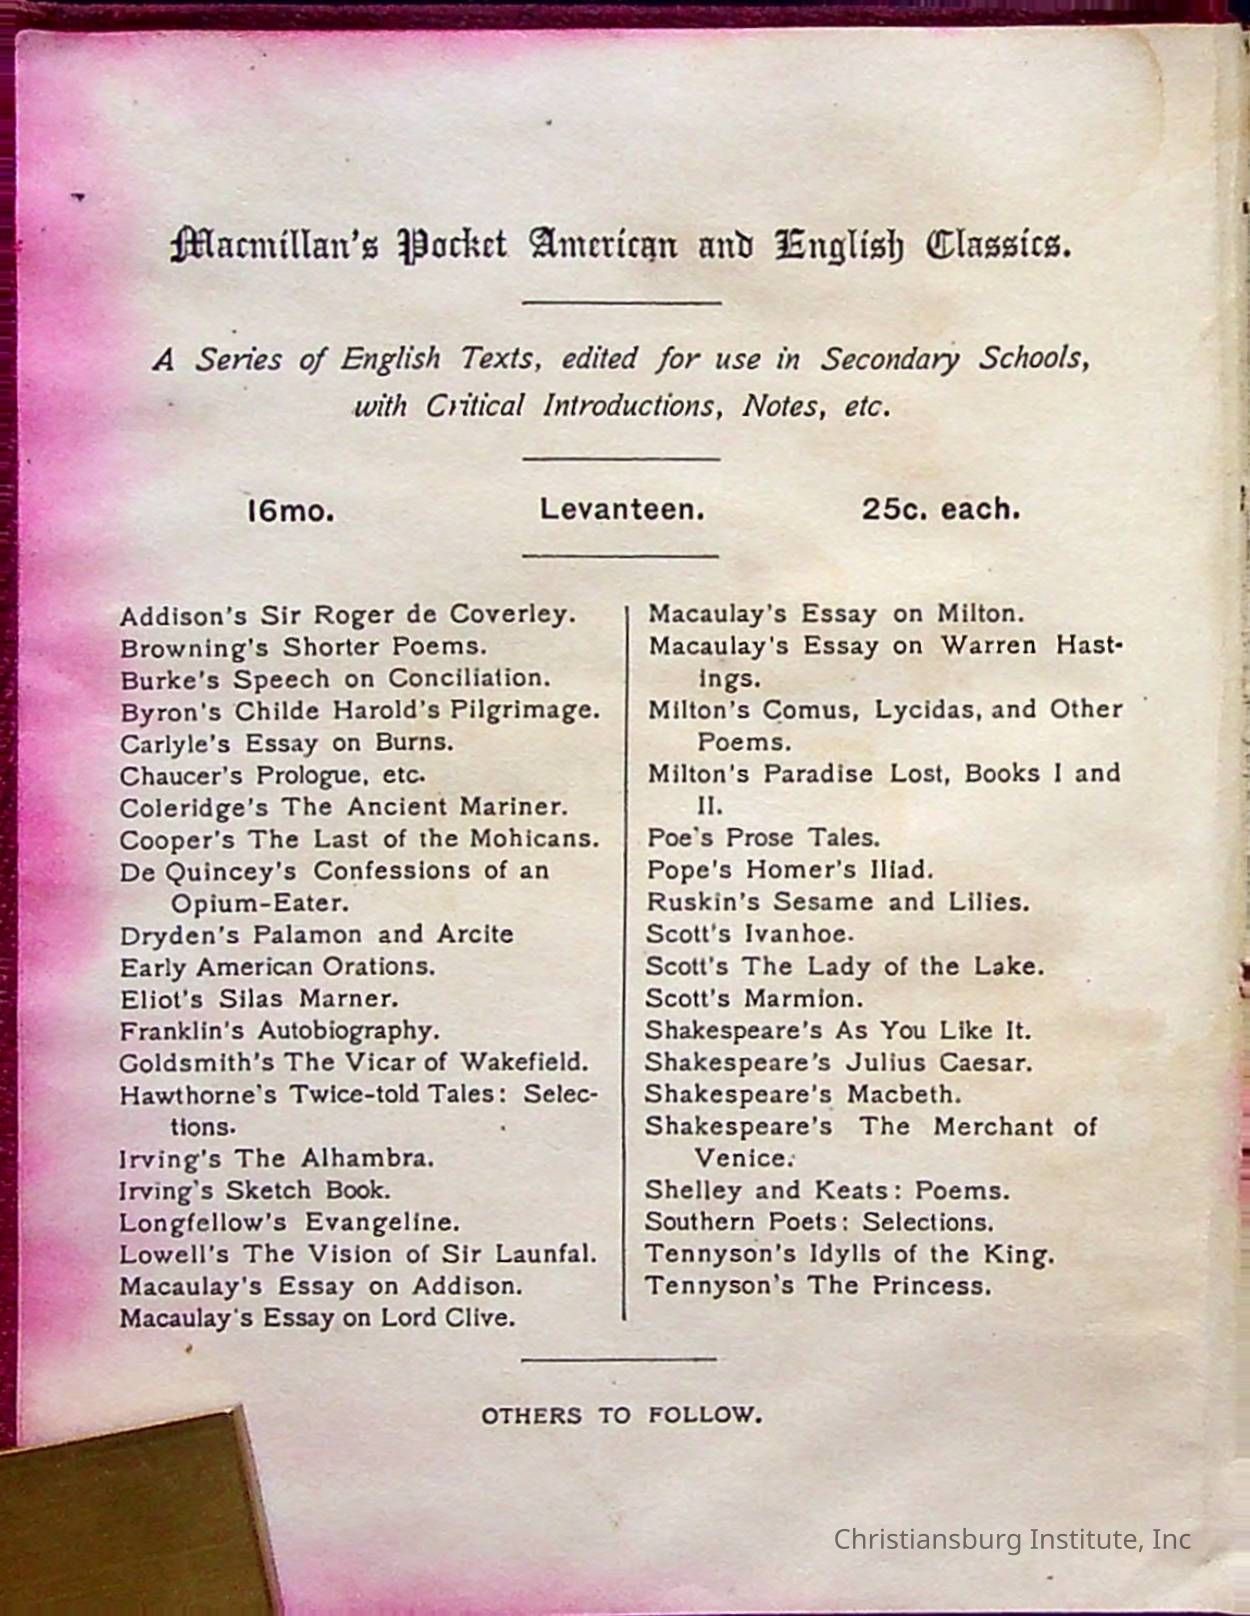 Macmillan's Pocket American and English Classics.
A Series of English Texts, edited for use in Secondary Schools,
with Critical Introductions, Notes, etc.
16mo. Levanteen. 25c. each.
Addison's Sir Roger de Coverley.
Browning's Shorter Poems.
Burke's Speech on Conciliation.
Byron's Childe Harold's Pilgrimage.
Carlyle's Essay on Burns.
Chaucer's Prologue, etc.
Coleridge's The Ancient Mariner.
Cooper's The Last of the Mohicans.
De Quincey's Confessions of an
Opium-Eater.
Dryden's Palamon and Arcite
Early American Orations.
Eliot's Silas Marner.
Franklin's Autobiography.
Goldsmith's The Vicar of Wakefield.
Hawthorne's Twice-told Tales: Selec-
tions.
Irving's The Alhambra.
Irving's Sketch Book.
Longfellow's Evangeline.
Lowell's The Vision of Sir Launfal.
Macaulay's Essay on Addison.
Macaulay's Essay on Lord Clive.
Macaulay's Essay on Milton.
Macaulay's Essay on Warren Hast-
ings.
Milton's Comus, Lycidas, and Other
Poems.
Milton's Paradise Lost, Books I and
II.
Poe's Prose Tales.
Pope's Homer's Iliad.
Ruskin's Sesame and Lilies.
Scott's Ivanhoe.
Scott's The Lady of the Lake.
Scott's Marmion.
Shakespeare's As You Like It.
Shakespeare's Julius Caesar.
Shakespeare's Macbeth.
Shakespeare's The Merchant of
Venice.
Shelley and Keats: Poems.
Southern Poets: Selections.
Tennyson's Idylls of the King.
Tennyson's The Princess.
OTHERS TO FOLLOW.
Christiansburg Institute, Inc